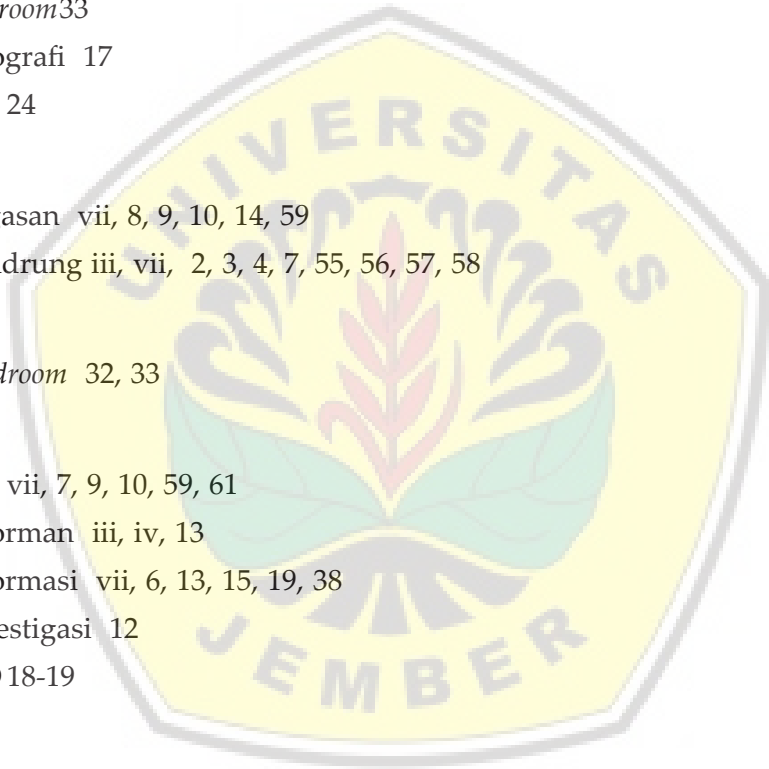 room33
ografi 17
24
asan vii, 8, 9, 10, 14, 59
drung iii, vii, 2, 3, 4, 7, 55, 56, 57, 58
droom 32, 33
vii, 7, 9, 10, 59, 61
orman iii, iv, 13
ormasi vii, 6, 13, 15, 19, 38
estigasi 12
18-19
UNIVERSITAS
JEMBER